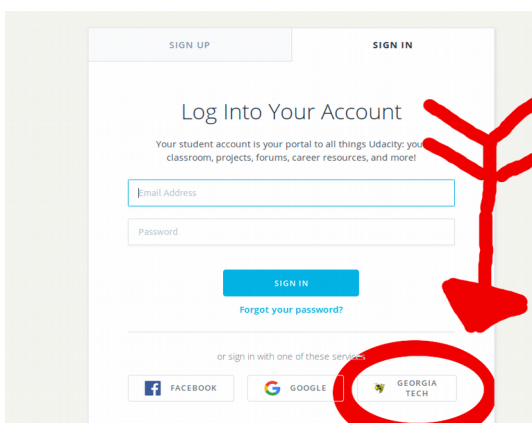 SIGN UP
SIGN IN
Log Into Your Account
Your student account is your portal to all things Udacity:
classroom, projects, forums, career resources, and more!
Email Address
Password
SIGN IN
Forgot your password?
or sign in with one of these services
FACEBOOK
GOOGLE
GEORGIA
TECH